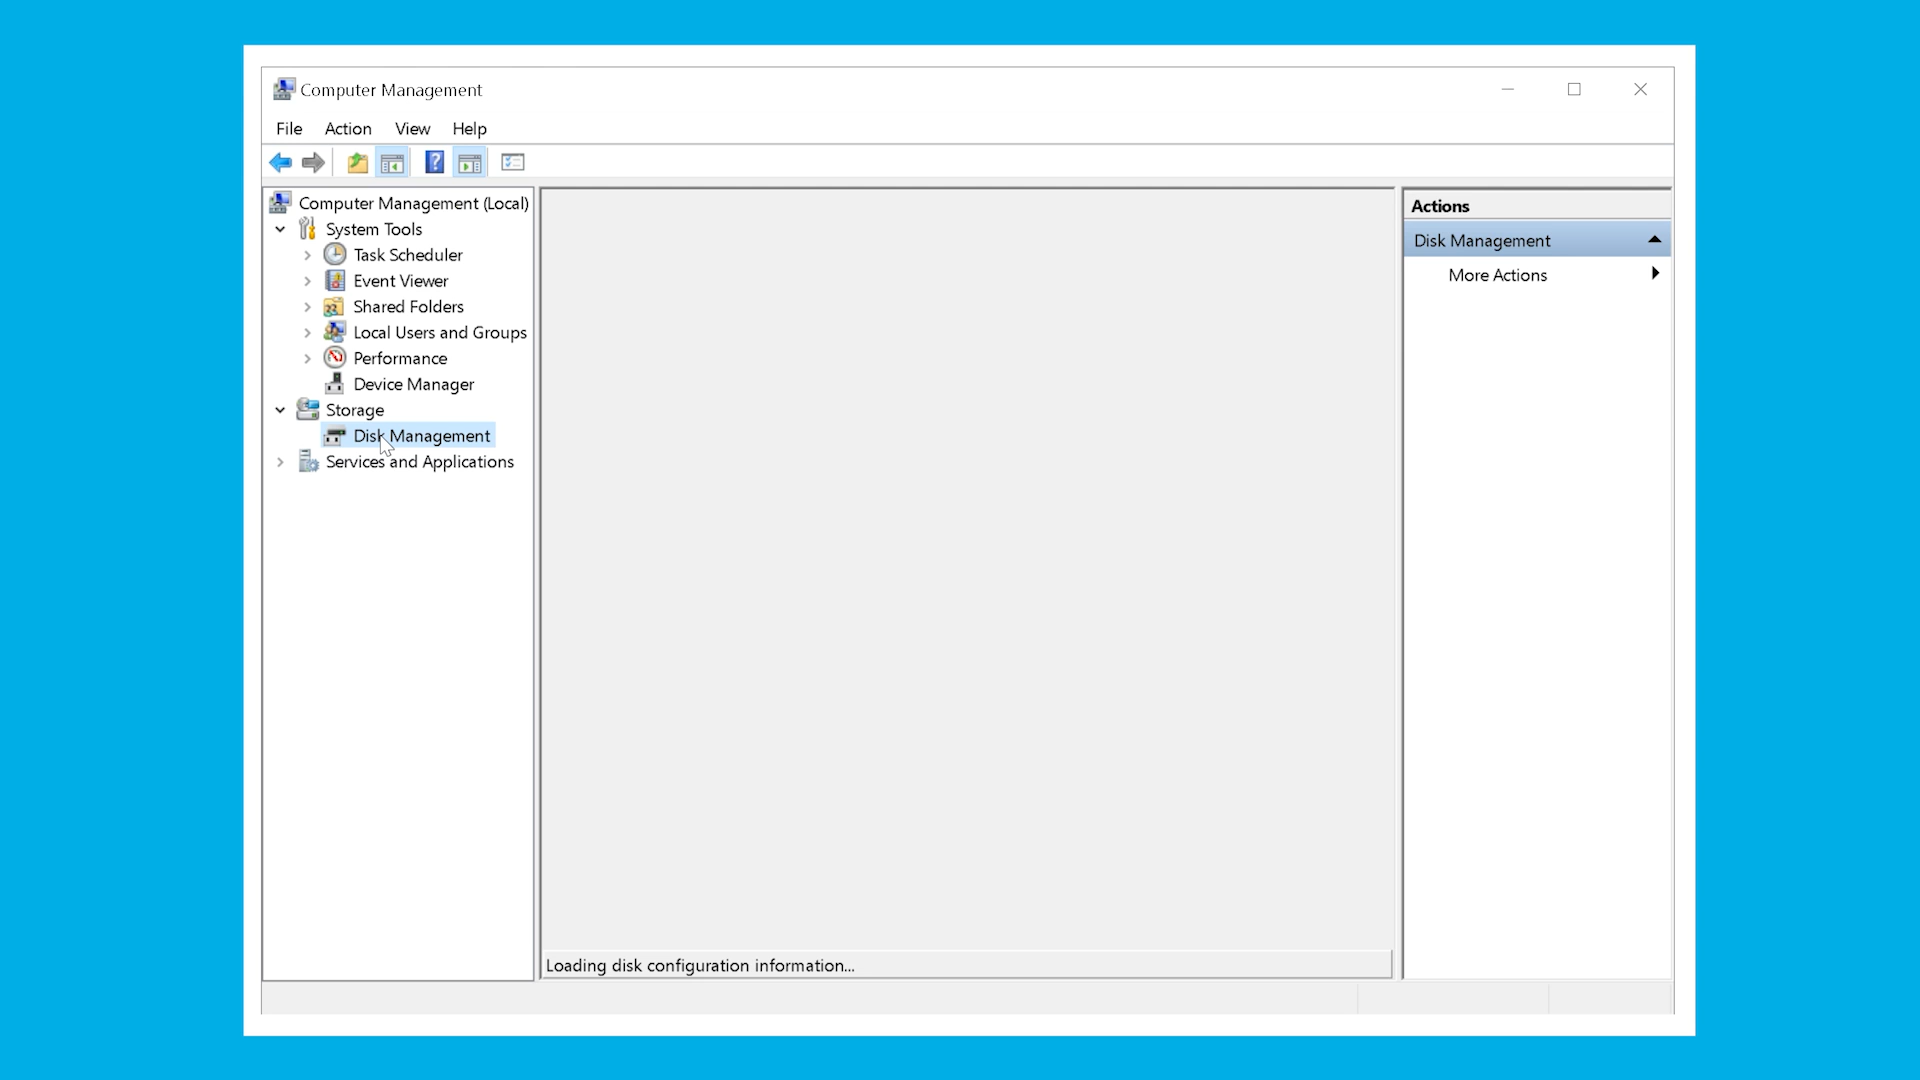 Computer Management
File Action View Help
Computer Management (Local)
System Tools
Task Scheduler
Event Viewer
Shared Folders
Local Users and Groups
Performance
Device Manager
Storage
Disk Management
Services and Applications
Loading disk configuration information...
Actions
Disk Management
More Actions